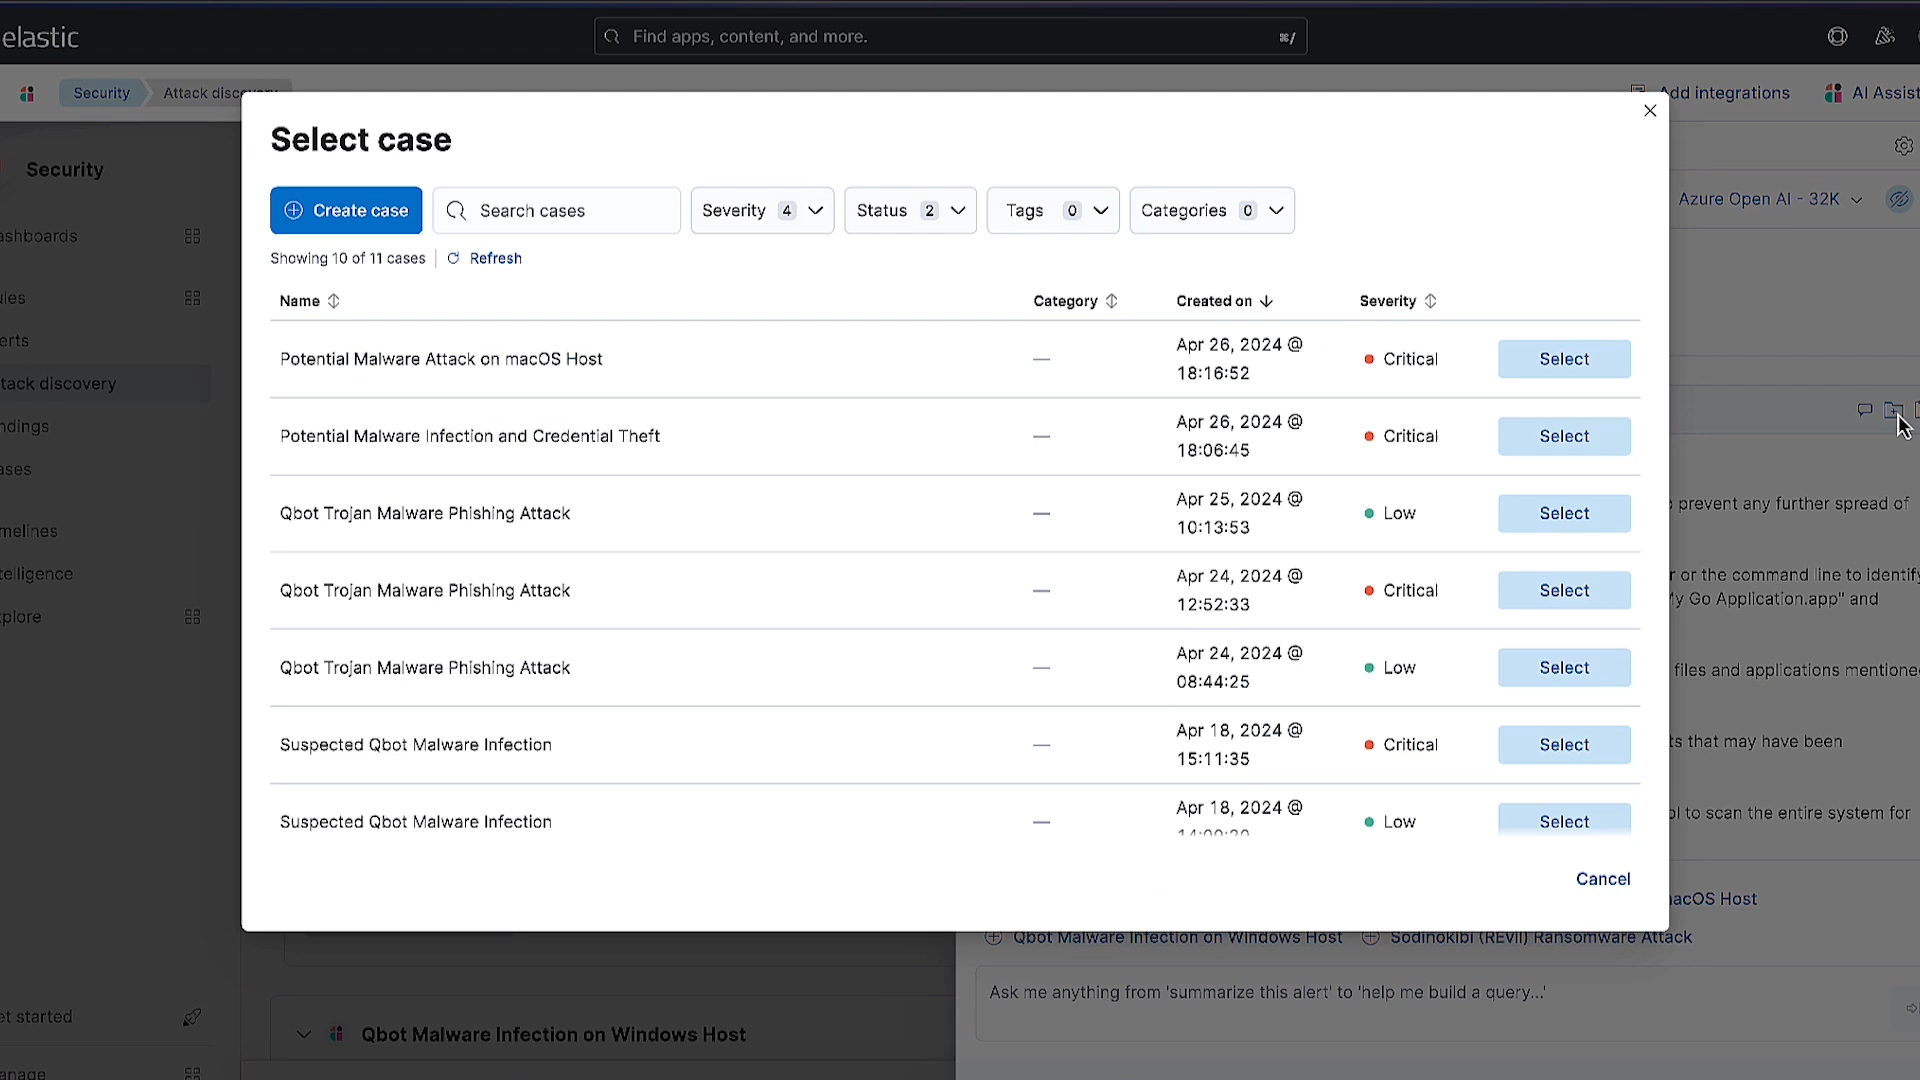 elastic
Find apps, content, and more.
⌘/
Security
Attack discovery
Add integrations
AI Assist
Select case
Security
Create case
Search cases
Severity 4
Status 2
Tags 0
Categories 0
Azure Open AI - 32K
ashboards
Showing 10 of 11 cases
Refresh
ules
Name
Category
Created on
Severity
erts
Potential Malware Attack on macOS Host
—
Apr 26, 2024 @
18:16:52
Critical
Select
tack discovery
ndings
Potential Malware Infection and Credential Theft
—
Apr 26, 2024 @
18:06:45
Critical
Select
ases
Qbot Trojan Malware Phishing Attack
—
Apr 25, 2024 @
10:13:53
Low
Select
prevent any further spread of
melines
telligence
Qbot Trojan Malware Phishing Attack
—
Apr 24, 2024 @
12:52:33
Critical
Select
r or the command line to identify
My Go Application.app" and
xplore
Qbot Trojan Malware Phishing Attack
—
Apr 24, 2024 @
08:44:25
Low
Select
files and applications mentione
Suspected Qbot Malware Infection
—
Apr 18, 2024 @
15:11:35
Critical
Select
ts that may have been
Suspected Qbot Malware Infection
—
Apr 18, 2024 @
Low
Select
ol to scan the entire system for
Cancel
macOS Host
Qbot Malware Infection on Windows Host
Sodinokibi (REvil) Ransomware Attack
Ask me anything from 'summarize this alert' to 'help me build a query...'
et started
Qbot Malware Infection on Windows Host
anage